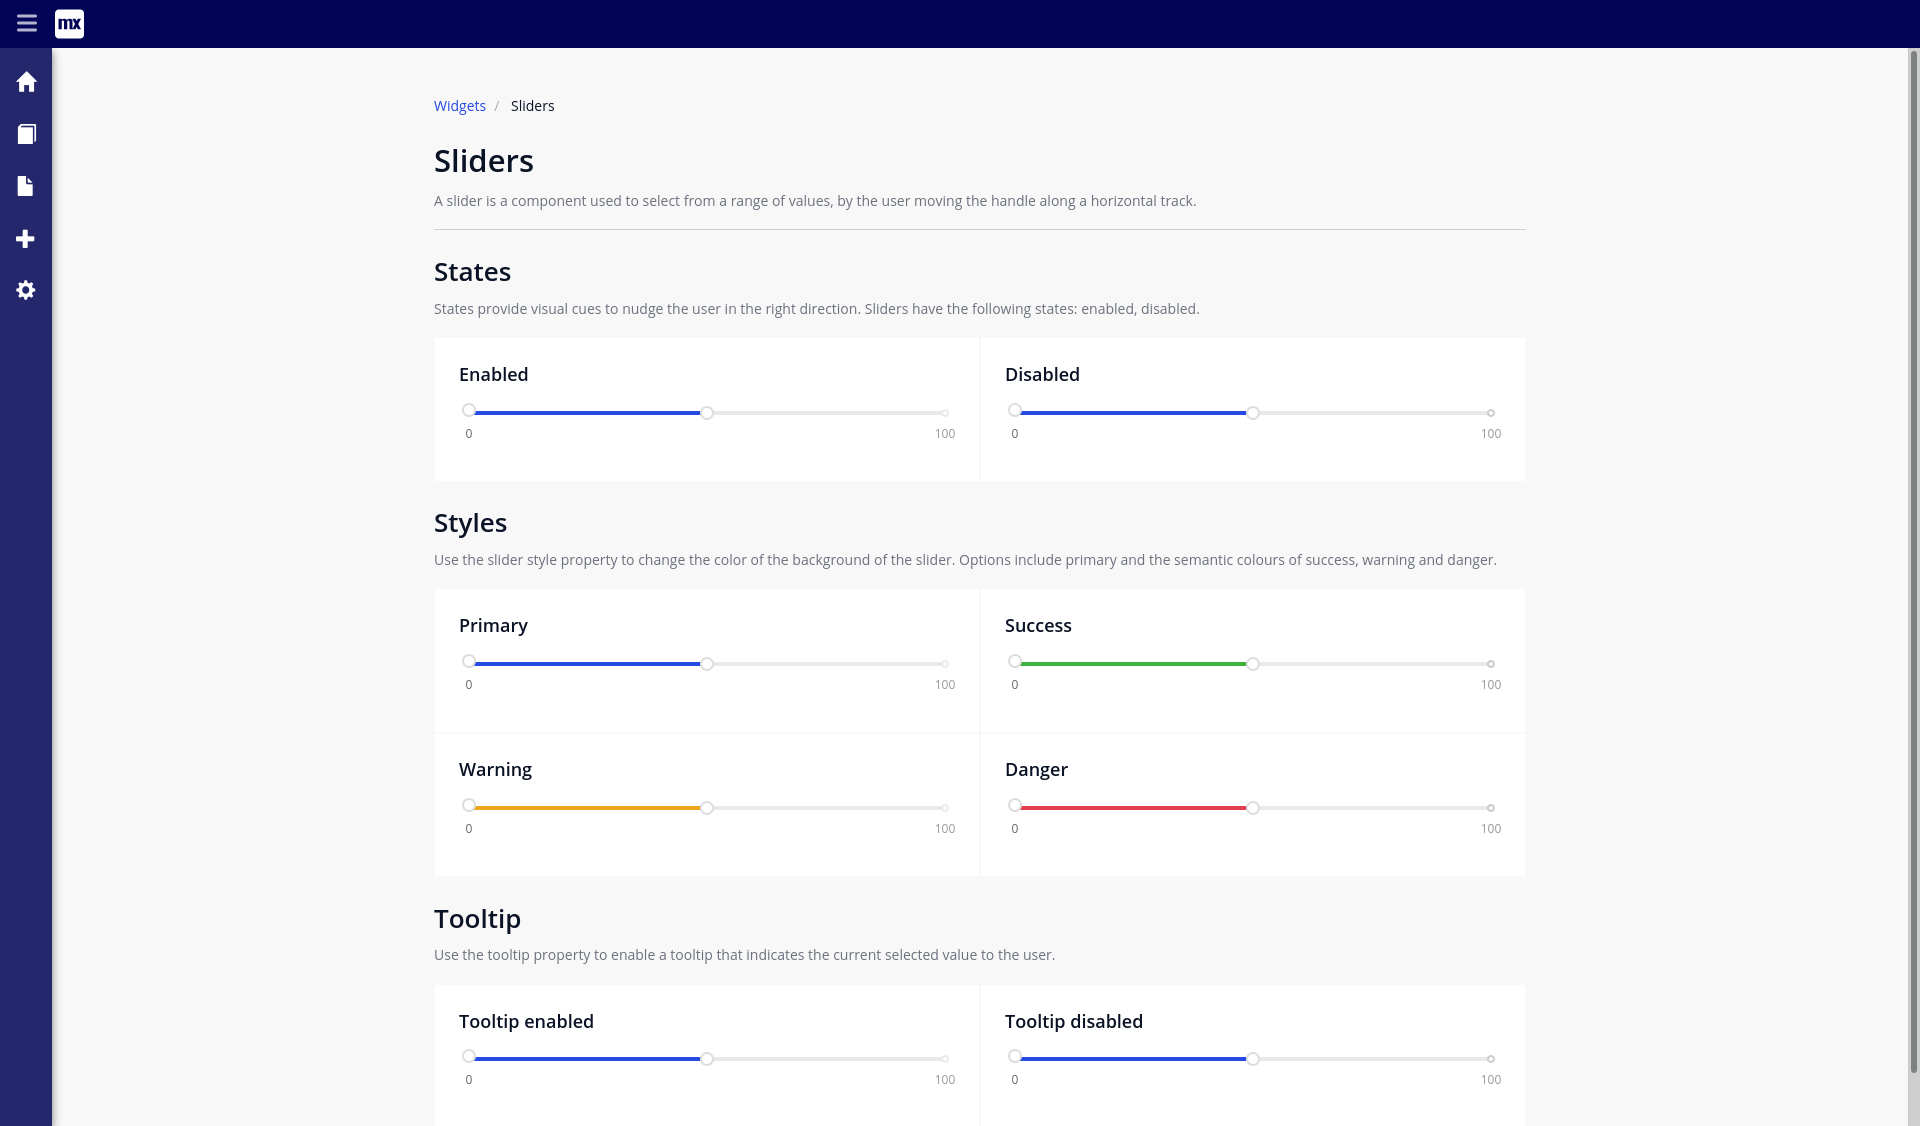 mx
Widgets / Sliders
Sliders
A slider is a component used to select from a range of values, by the user moving the handle along a horizontal track.
States
States provide visual cues to nudge the user in the right direction. Sliders have the following states: enabled, disabled.
Enabled
0 100
Disabled
0 100
Styles
Use the slider style property to change the color of the background of the slider. Options include primary and the semantic colours of success, warning and danger.
Primary
0 100
Success
0 100
Warning
0 100
Danger
0 100
Tooltip
Use the tooltip property to enable a tooltip that indicates the current selected value to the user.
Tooltip enabled
0 100
Tooltip disabled
0 100